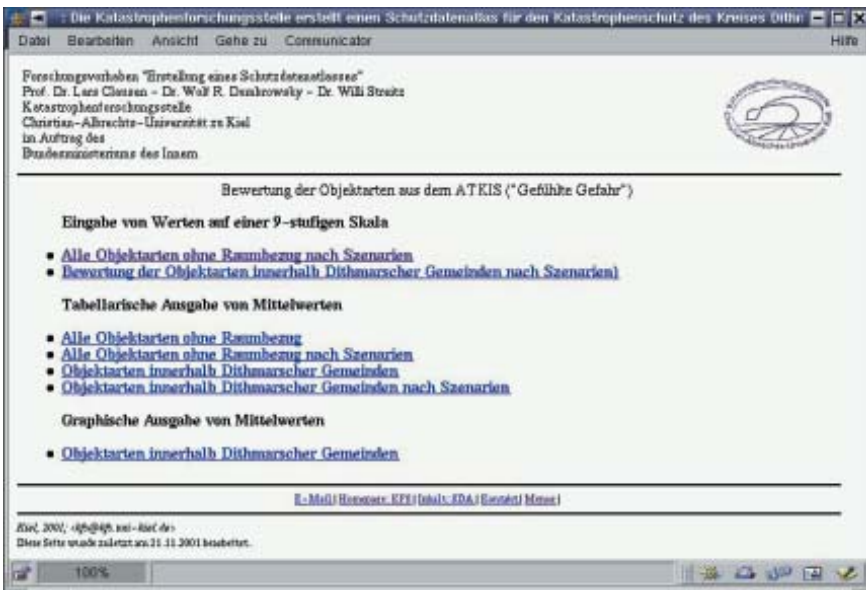 : Die Katastrophenforschungsstelle erstellt einen Schutzdatenatlas für den Katastrophenschutz des Kreises Dithr
Datei Bearbeiten Ansicht Gehe zu Communicator Hilfe
Forschungsvorhaben "Erstellung eines Schutzdatenatlasses"
Prof. Dr. Lars Clausen - Dr. Wolf R. Dombrowsky - Dr. Willi Streitz
Katastrophenforschungsstelle
Christian-Albrechts-Universität zu Kiel
im Auftrag des
Bundesministeriums des Innern
Bewertung der Objektarten aus dem ATKIS ("Gefühlte Gefahr")
Eingabe von Werten auf einer 9-stufigen Skala
Alle Objektarten ohne Raumbezug nach Szenarien
Bewertung der Objektarten innerhalb Dithmarscher Gemeinden nach Szenarien)
Tabellarische Ausgabe von Mittelwerten
Alle Objektarten ohne Raumbezug
Alle Objektarten ohne Raumbezug nach Szenarien
Objektarten innerhalb Dithmarscher Gemeinden
Objektarten innerhalb Dithmarscher Gemeinden nach Szenarien
Graphische Ausgabe von Mittelwerten
Objektarten innerhalb Dithmarscher Gemeinden
E-Mail | Homepage KFS | Inhalt SDA |
Kiel, 2001, <kfs@kfs.uni-kiel.de>
Diese Seite wurde zuletzt am 21.11.2001 bearbeitet.
100%